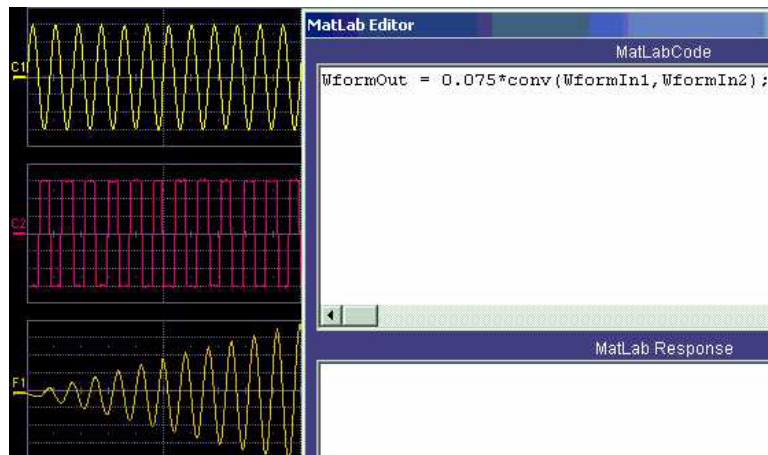 C1
C2
F1
MatLab Editor
MatLabCode
WformOut = 0.075*conv(WformIn1,WformIn2);
MatLab Response